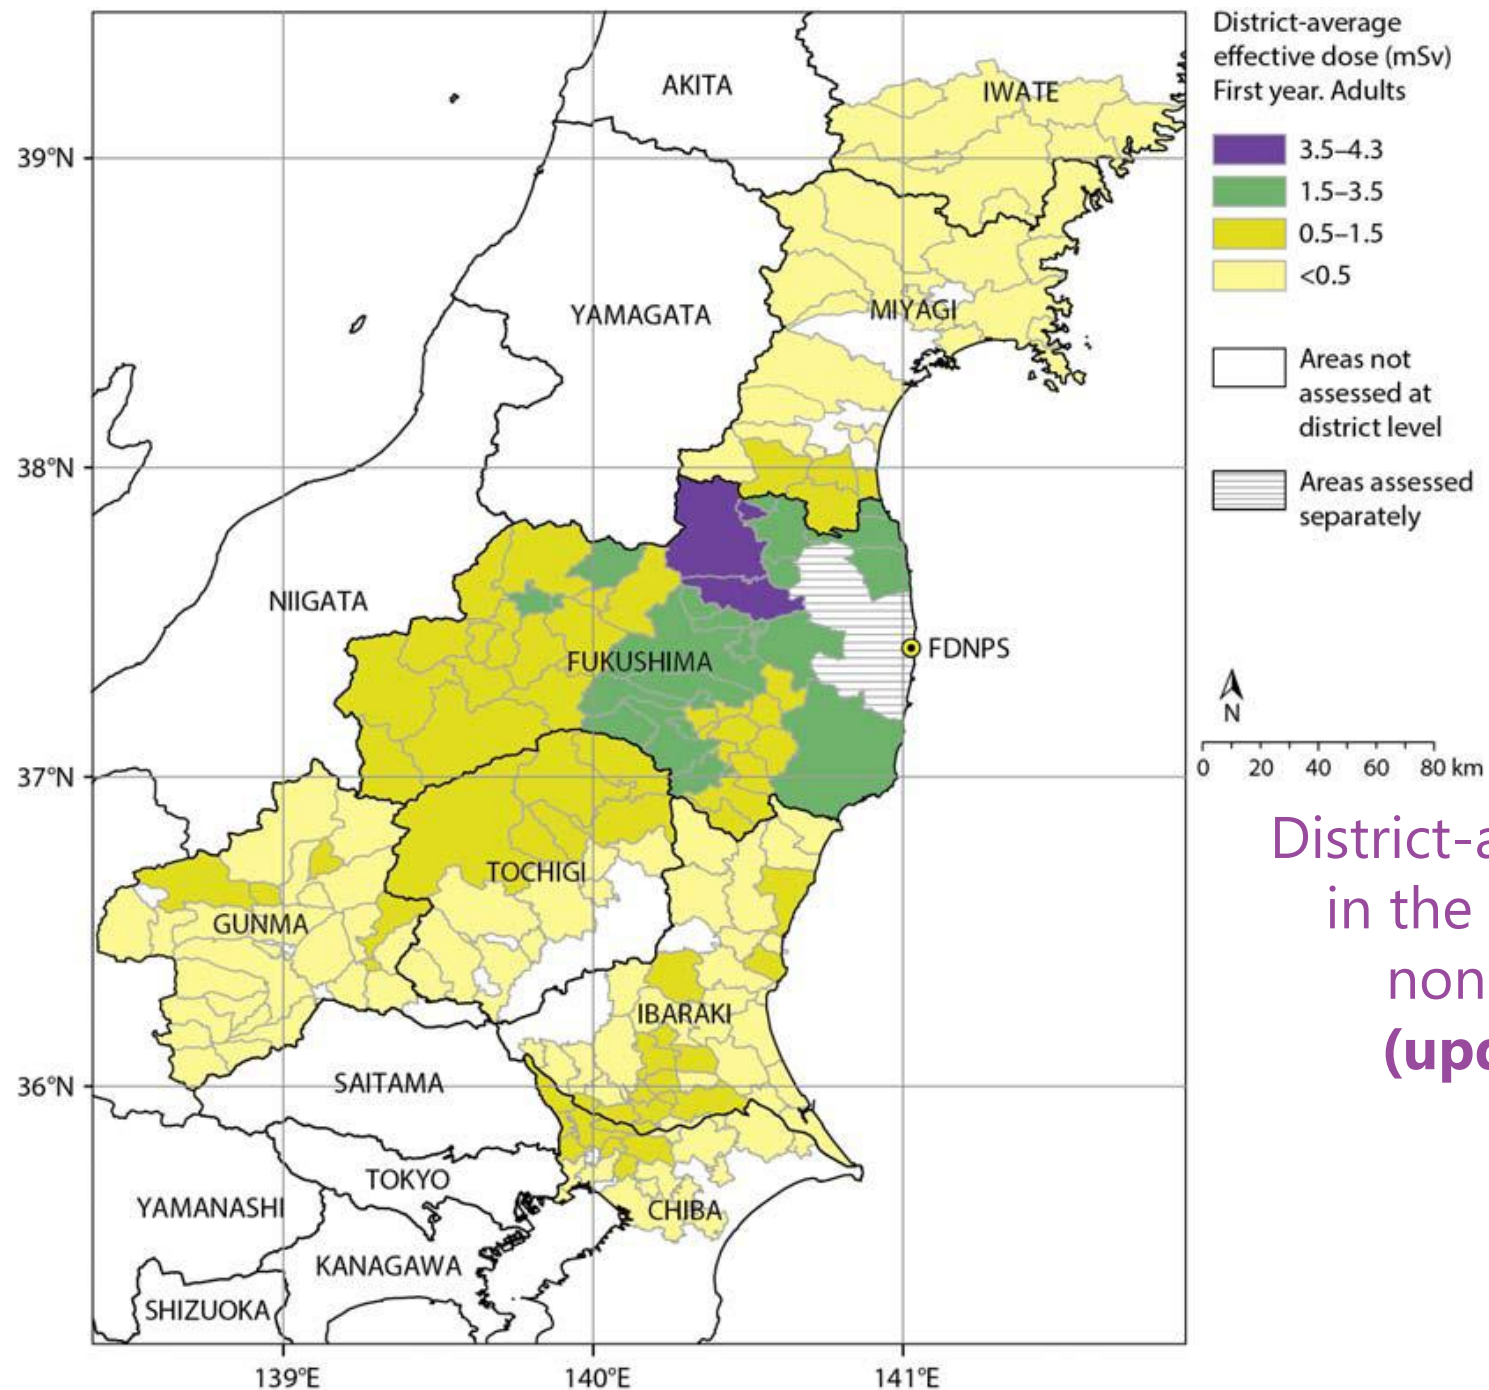 District-average
effective dose (mSv)
First year. Adults
3.5–4.3
1.5–3.5
0.5–1.5
<0.5
Areas not
assessed at
district level
Areas assessed
separately
N
0 20 40 60 80 km
AKITA
IWATE
39°N
YAMAGATA
MIYAGI
38°N
NIIGATA
FUKUSHIMA
FDNPS
37°N
TOCHIGI
GUNMA
IBARAKI
SAITAMA
36°N
TOKYO
YAMANASHI
CHIBA
KANAGAWA
SHIZUOKA
139°E 140°E 141°E
District-a
in the
non
(upd